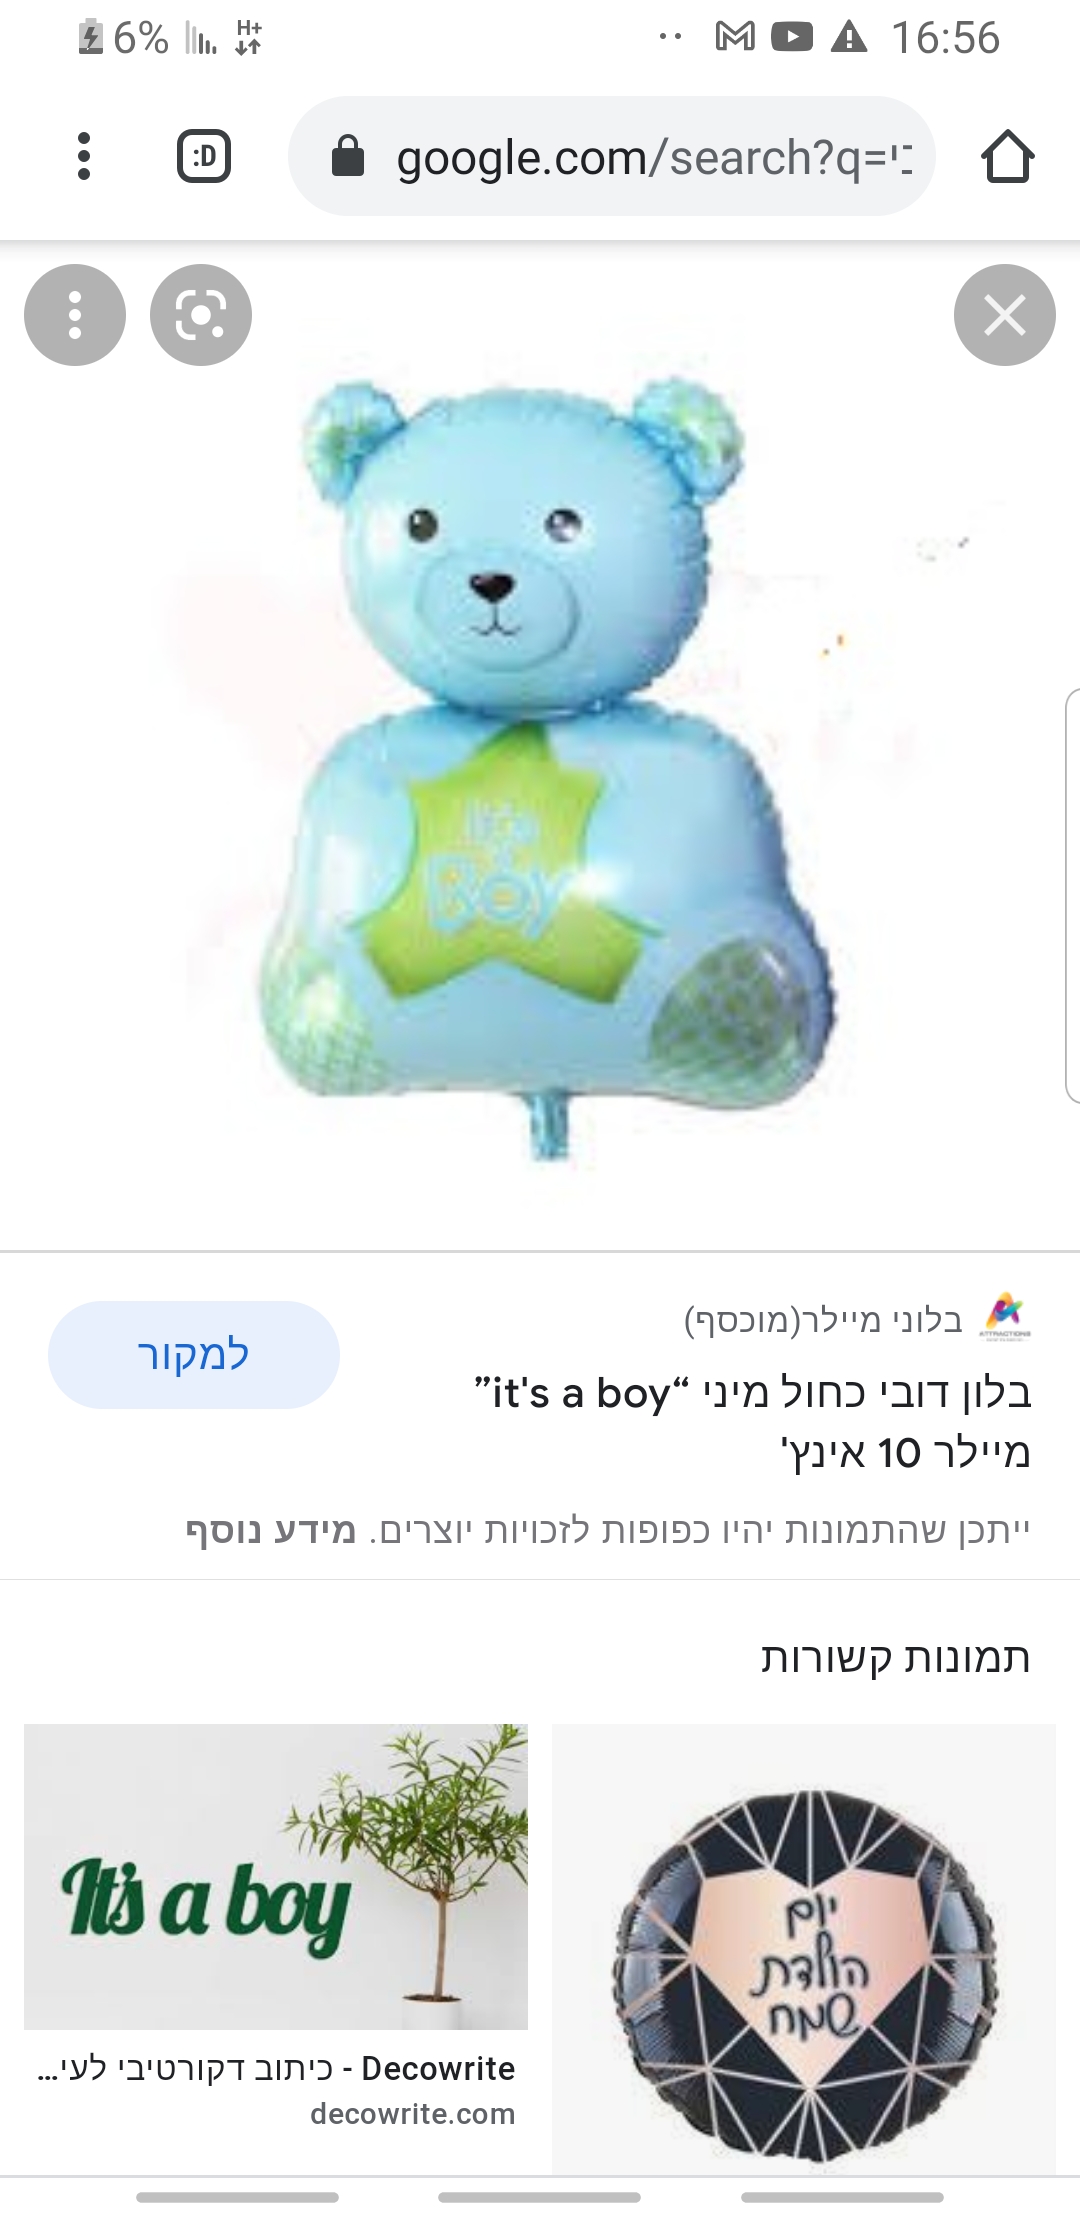 6%
H+
16:56
:D
google.com/search?q=
It's
a
Boy
ATTRACTIONS
בלוני מיילר(מוכסף)
למקור
בלון דובי כחול מיני “it's a boy”
מיילר 10 אינץ'
ייתכן שהתמונות יהיו כפופות לזכויות יוצרים. מידע נוסף
תמונות קשורות
It's a boy
יום
הולדת
שמח
Decowrite - כיתוב דקורטיבי לעי...
decowrite.com